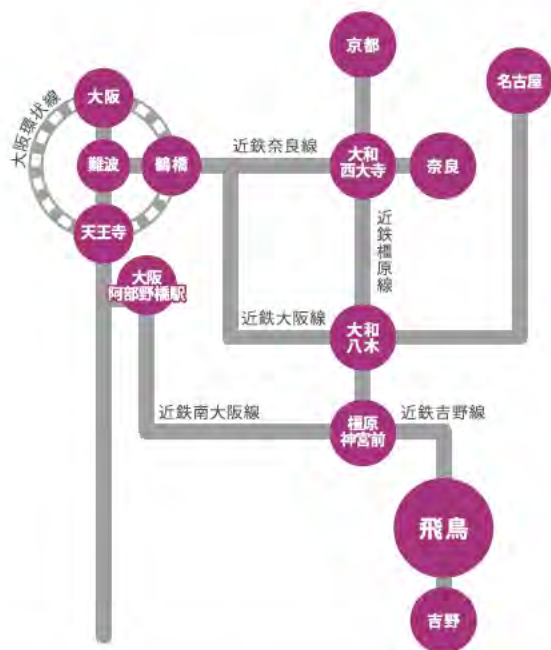 京都
名古屋
大阪
大阪環状線
近鉄奈良線
難波
鶴橋
大和
西大寺
奈良
天王寺
近鉄橿原線
大阪
阿部野橋駅
近鉄大阪線
大和
八木
近鉄南大阪線
橿原
神宮前
近鉄吉野線
飛鳥
吉野